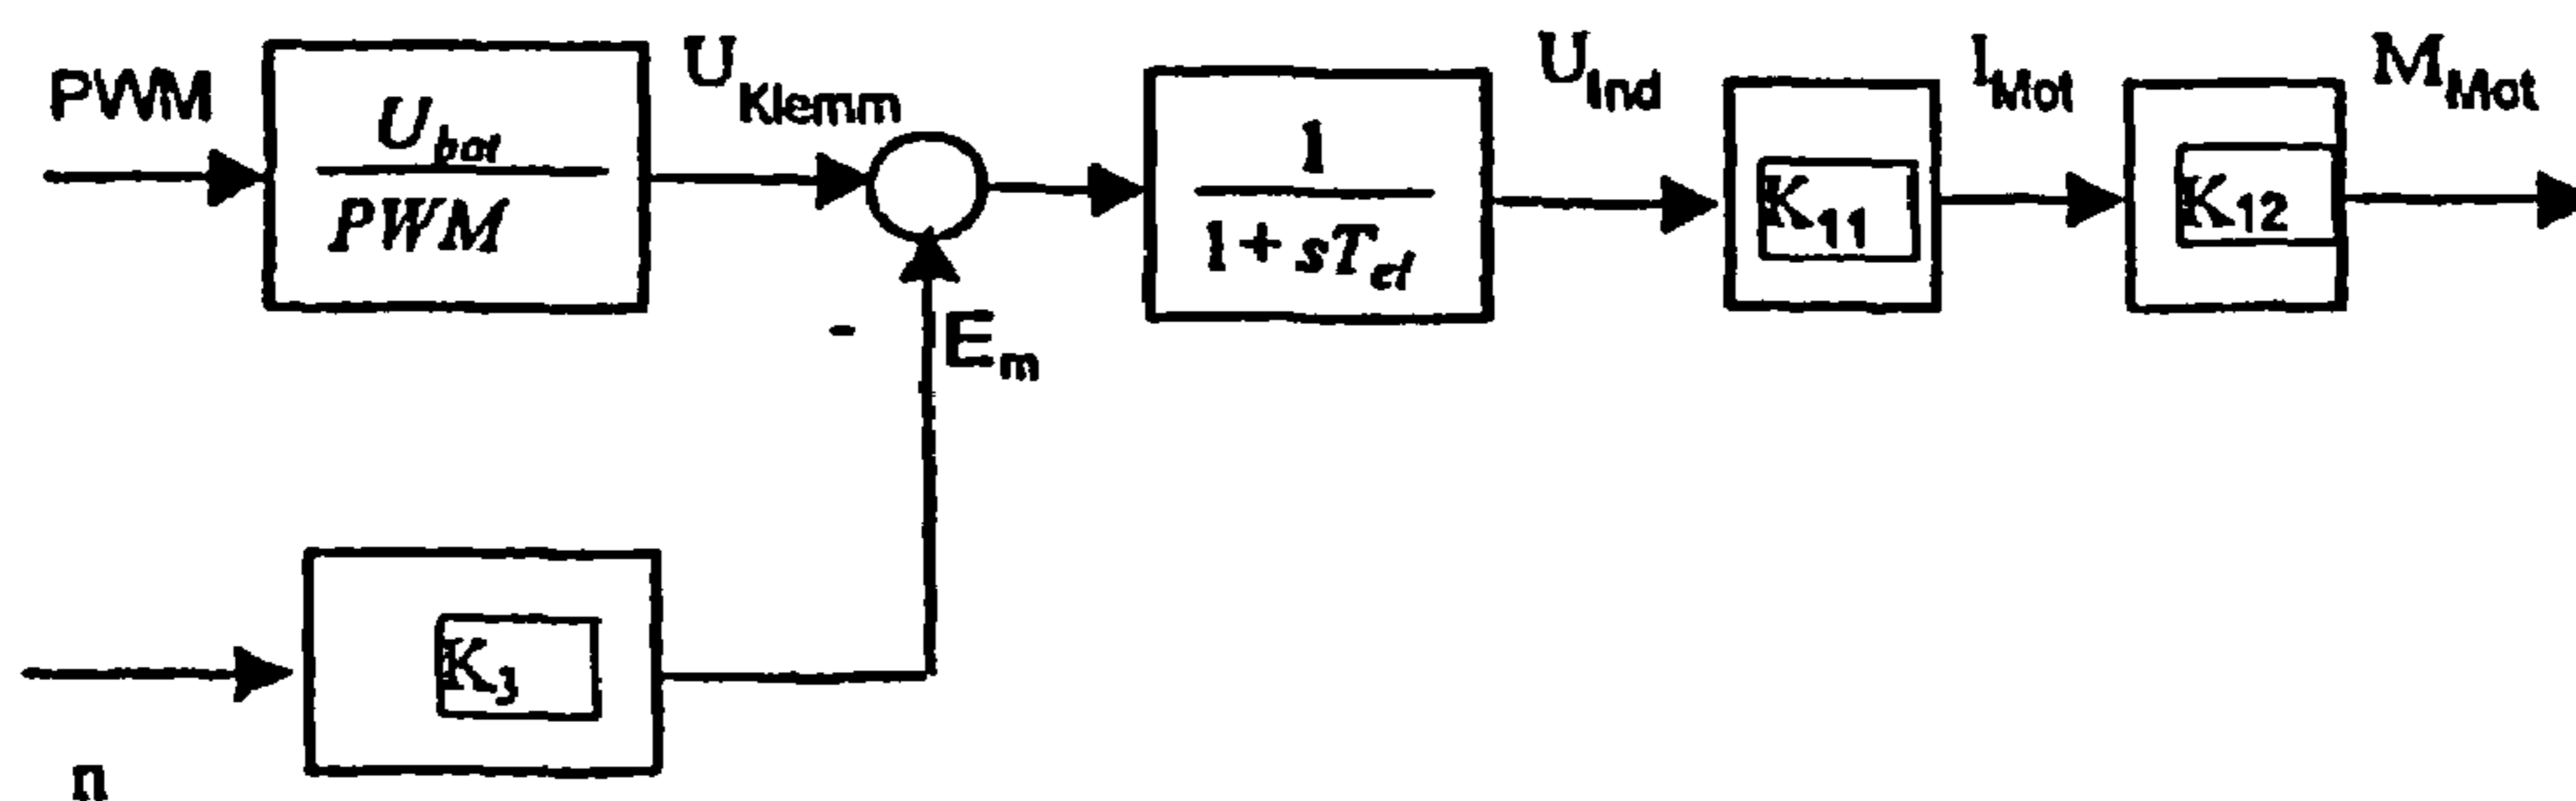 PWM
U_bat / PWM
U_Klemm
-
E_m
1 / 1 + sT_el
U_Ind
K_11
I_Mot
K_12
M_Mot
K_3
n